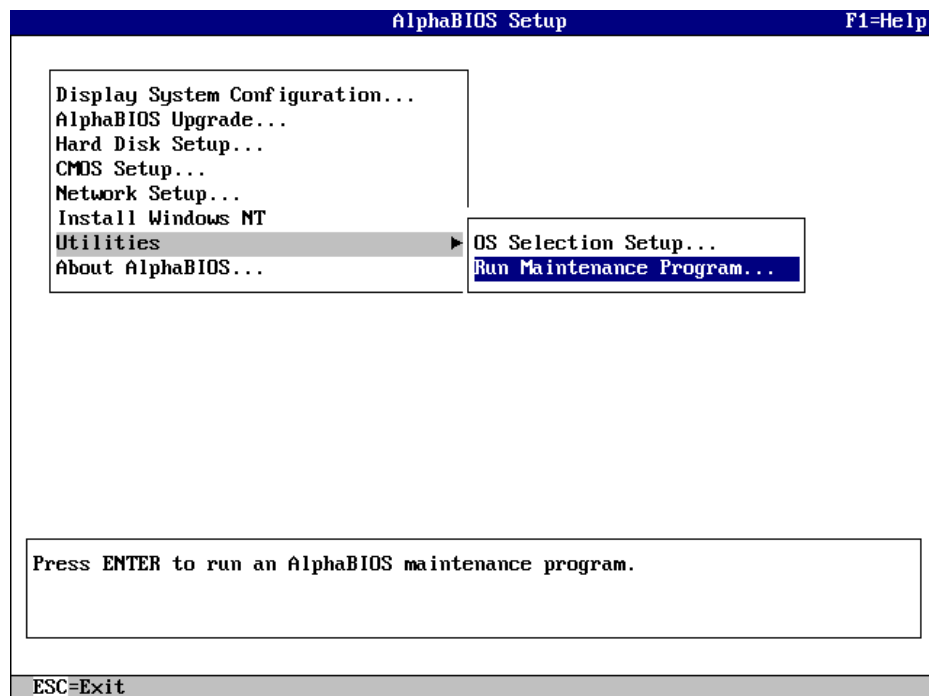 AlphaBIOS Setup F1=Help
Display System Configuration...
AlphaBIOS Upgrade...
Hard Disk Setup...
CMOS Setup...
Network Setup...
Install Windows NT
Utilities
About AlphaBIOS...
OS Selection Setup...
Run Maintenance Program...
Press ENTER to run an AlphaBIOS maintenance program.
ESC=Exit